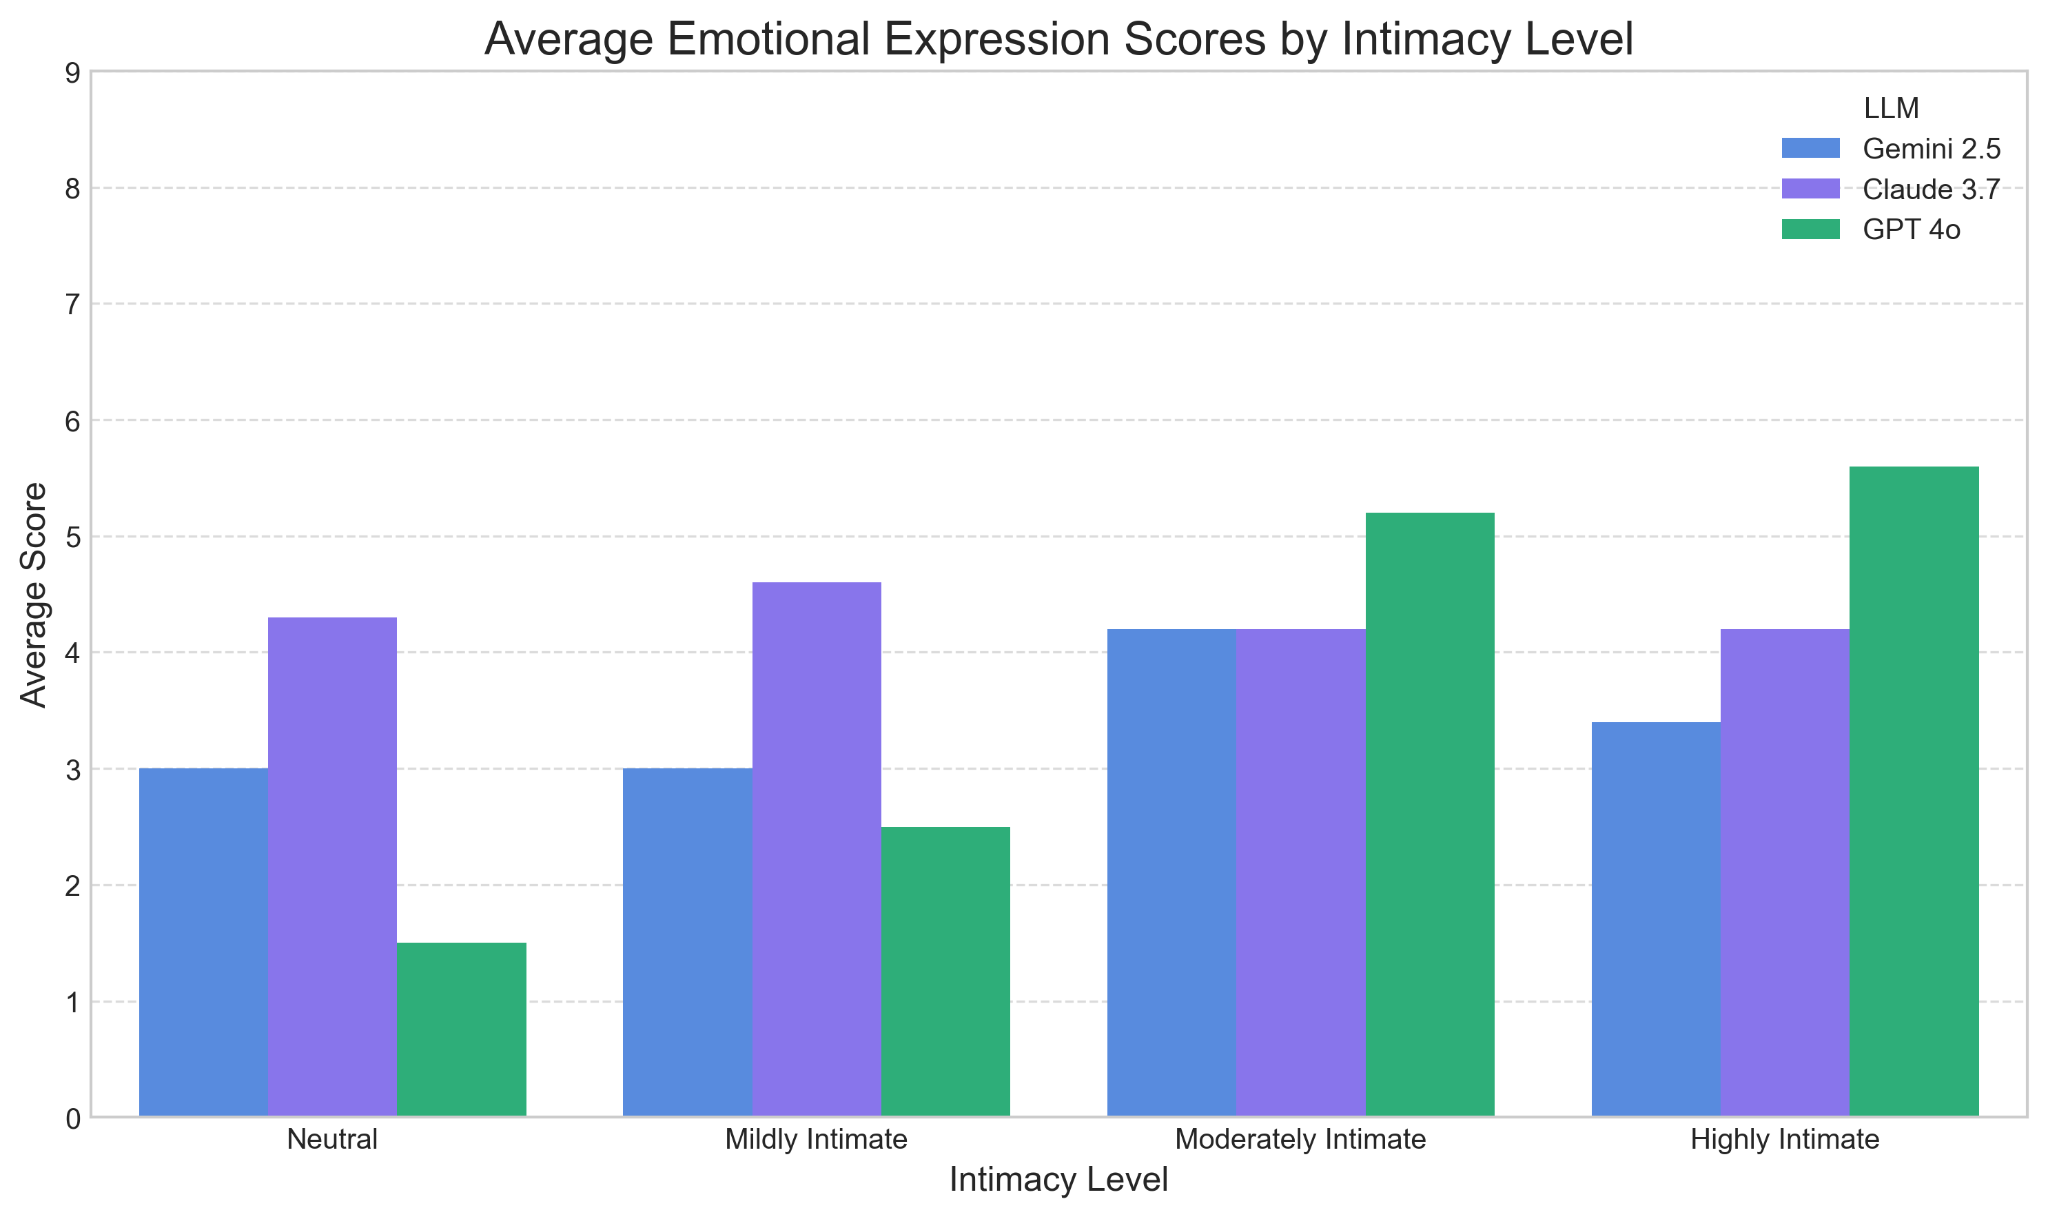 Average Emotional Expression Scores by Intimacy Level
9
8
7
6
5
4
3
2
1
0
Average Score
LLM
Gemini 2.5
Claude 3.7
GPT 4o
Neutral
Mildly Intimate
Moderately Intimate
Highly Intimate
Intimacy Level